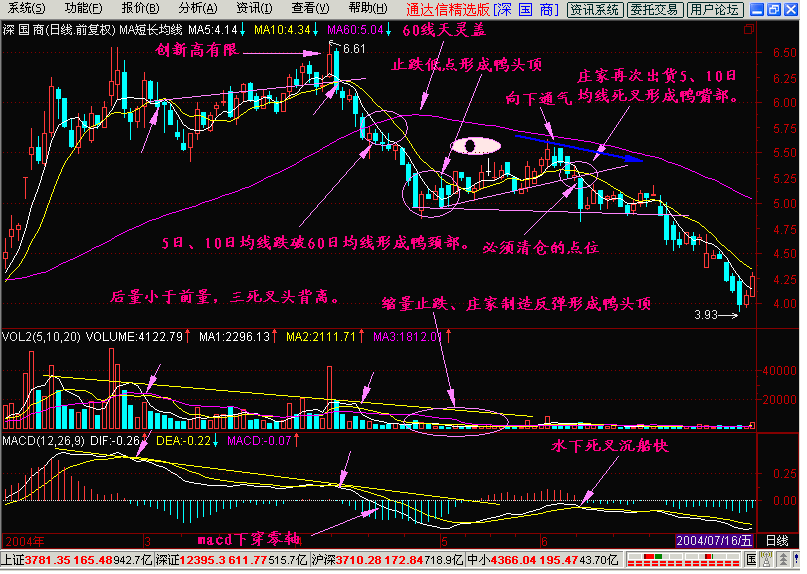 系统(S) 功能(F) 报价(B) 分析(A) 资讯(I) 查看(V) 帮助(H) 通达信精选版[深 国 商] 资讯系统 委托交易 用户论坛
深 国 商(日线.前复权) MA短长均线 MA5:4.14↓ MA10:4.34↓ MA60:5.04↓ 60线天灵盖
创新高有限 6.61
6.50
止跌低点形成鸭头顶
6.25
庄家再次出货5、10日
向下通气 均线死叉形成鸭嘴部。
6.00
5.75
5.50
5.25
5.00
5日、10日均线跌破60日均线形成鸭颈部。 必须清仓的点位
4.75
4.50
4.25
后量小于前量，三死叉头背高。 缩量止跌、庄家制造反弹形成鸭头顶
4.00
3.93
VOL2(5,10,20) VOLUME:4122.79↑ MA1:2296.13↑ MA2:2111.71↑ MA3:1812.01↑
40000
20000
MACD(12,26,9) DIF:-0.26↑ DEA:-0.22↓ MACD:-0.07↑
水下死叉沉船快
0.25
0.00
macd下穿零轴
2004年 3 4 5 6 2004/07/16/五 日线
上证3781.35 165.48 942.7亿 深证12395.3 611.77 515.7亿 沪深3710.28 172.84 718.9亿 中小4366.04 195.47 43.70亿 国